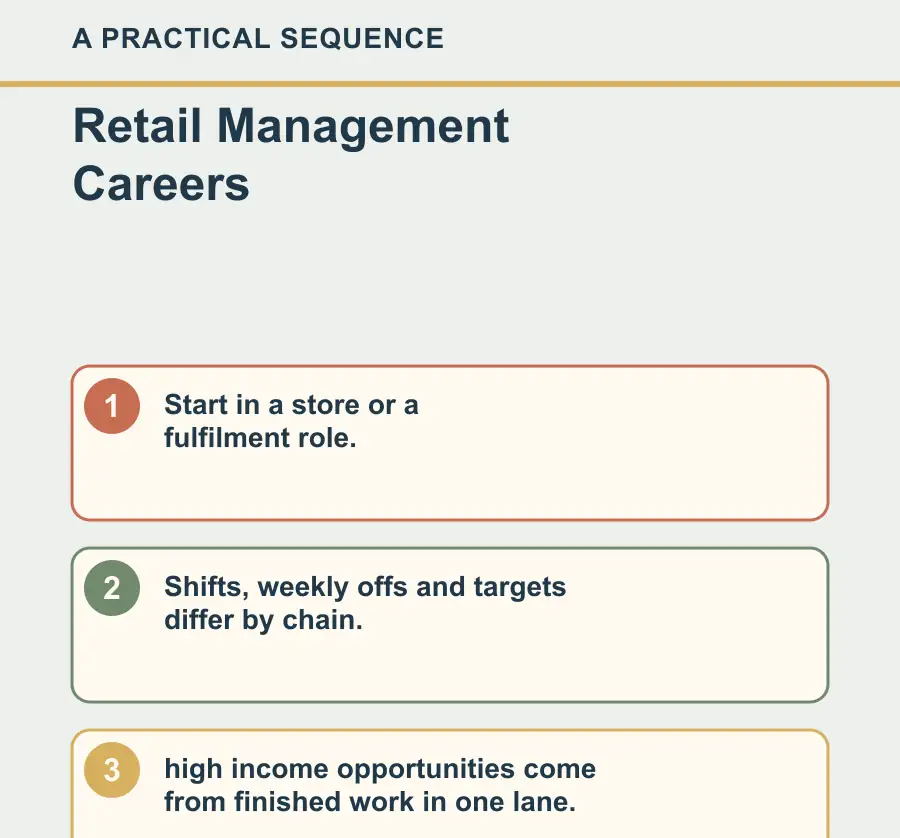 A PRACTICAL SEQUENCE
Retail Management
Careers
1
Start in a store or a
fulfilment role.
2
Shifts, weekly offs and targets
differ by chain.
3
high income opportunities come
from finished work in one lane.